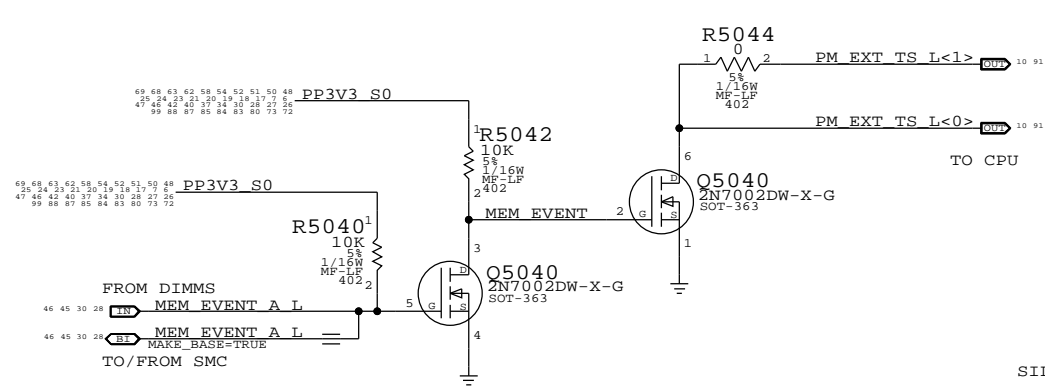 R5044
0
1
2
5%
1/16W
MF-LF
402
PM_EXT_TS_L<1>
OUT
10 91
69 68 63 62 58 54 52 51 50 48
25 24 23 21 20 19 18 17 7 6
47 46 42 40 37 34 30 28 27 26
99 88 87 85 84 83 80 73 72
PP3V3_S0
PM_EXT_TS_L<0>
OUT
10 91
TO CPU
1
R5042
10K
5%
1/16W
MF-LF
402
2
6
D
Q5040
2N7002DW-X-G
SOT-363
2
G
S
1
69 68 63 62 58 54 52 51 50 48
25 24 23 21 20 19 18 17 7 6
47 46 42 40 37 34 30 28 27 26
99 88 87 85 84 83 80 73 72
PP3V3_S0
MEM_EVENT
R5040
1
10K
5%
1/16W
MF-LF
402
2
3
D
Q5040
2N7002DW-X-G
SOT-363
5
G
S
4
FROM DIMMS
46 45 30 28
IN
MEM_EVENT_A_L
46 45 30 28
BI
MEM_EVENT_A_L
MAKE_BASE=TRUE
TO/FROM SMC